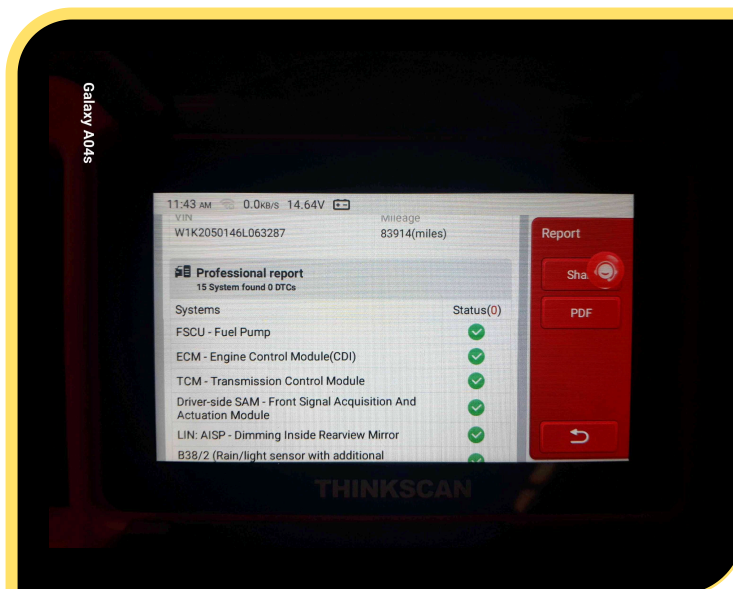 Galaxy A04s
11:43 AM 0.0KB/S 14.64V
VIN Mileage
W1K2050146L063287 83914(miles)
Report
Professional report
15 System found 0 DTCs
Sha
PDF
Systems Status(0)
FSCU - Fuel Pump
ECM - Engine Control Module(CDI)
TCM - Transmission Control Module
Driver-side SAM - Front Signal Acquisition And
Actuation Module
LIN: AISP - Dimming Inside Rearview Mirror
B38/2 (Rain/light sensor with additional
THINKSCAN